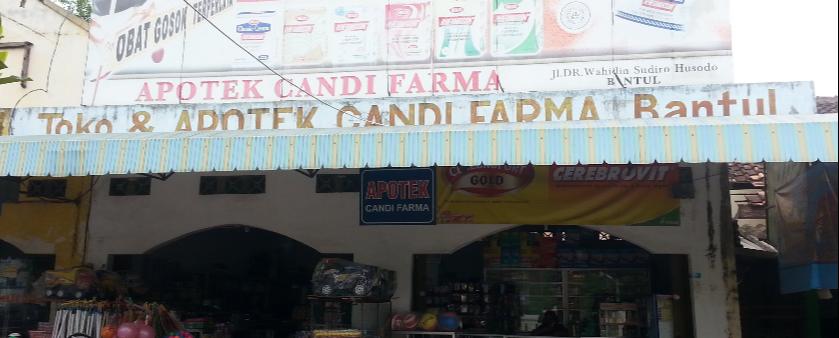 OBAT GOSOK TERPERCAYA
APOTEK CANDI FARMA
Jl.DR.Wahidin Sudiro Husodo
BANTUL
Toko & APOTEK CANDI FARMA Bantul
APOTEK
CANDI FARMA
GOLD
CEREBROVIT